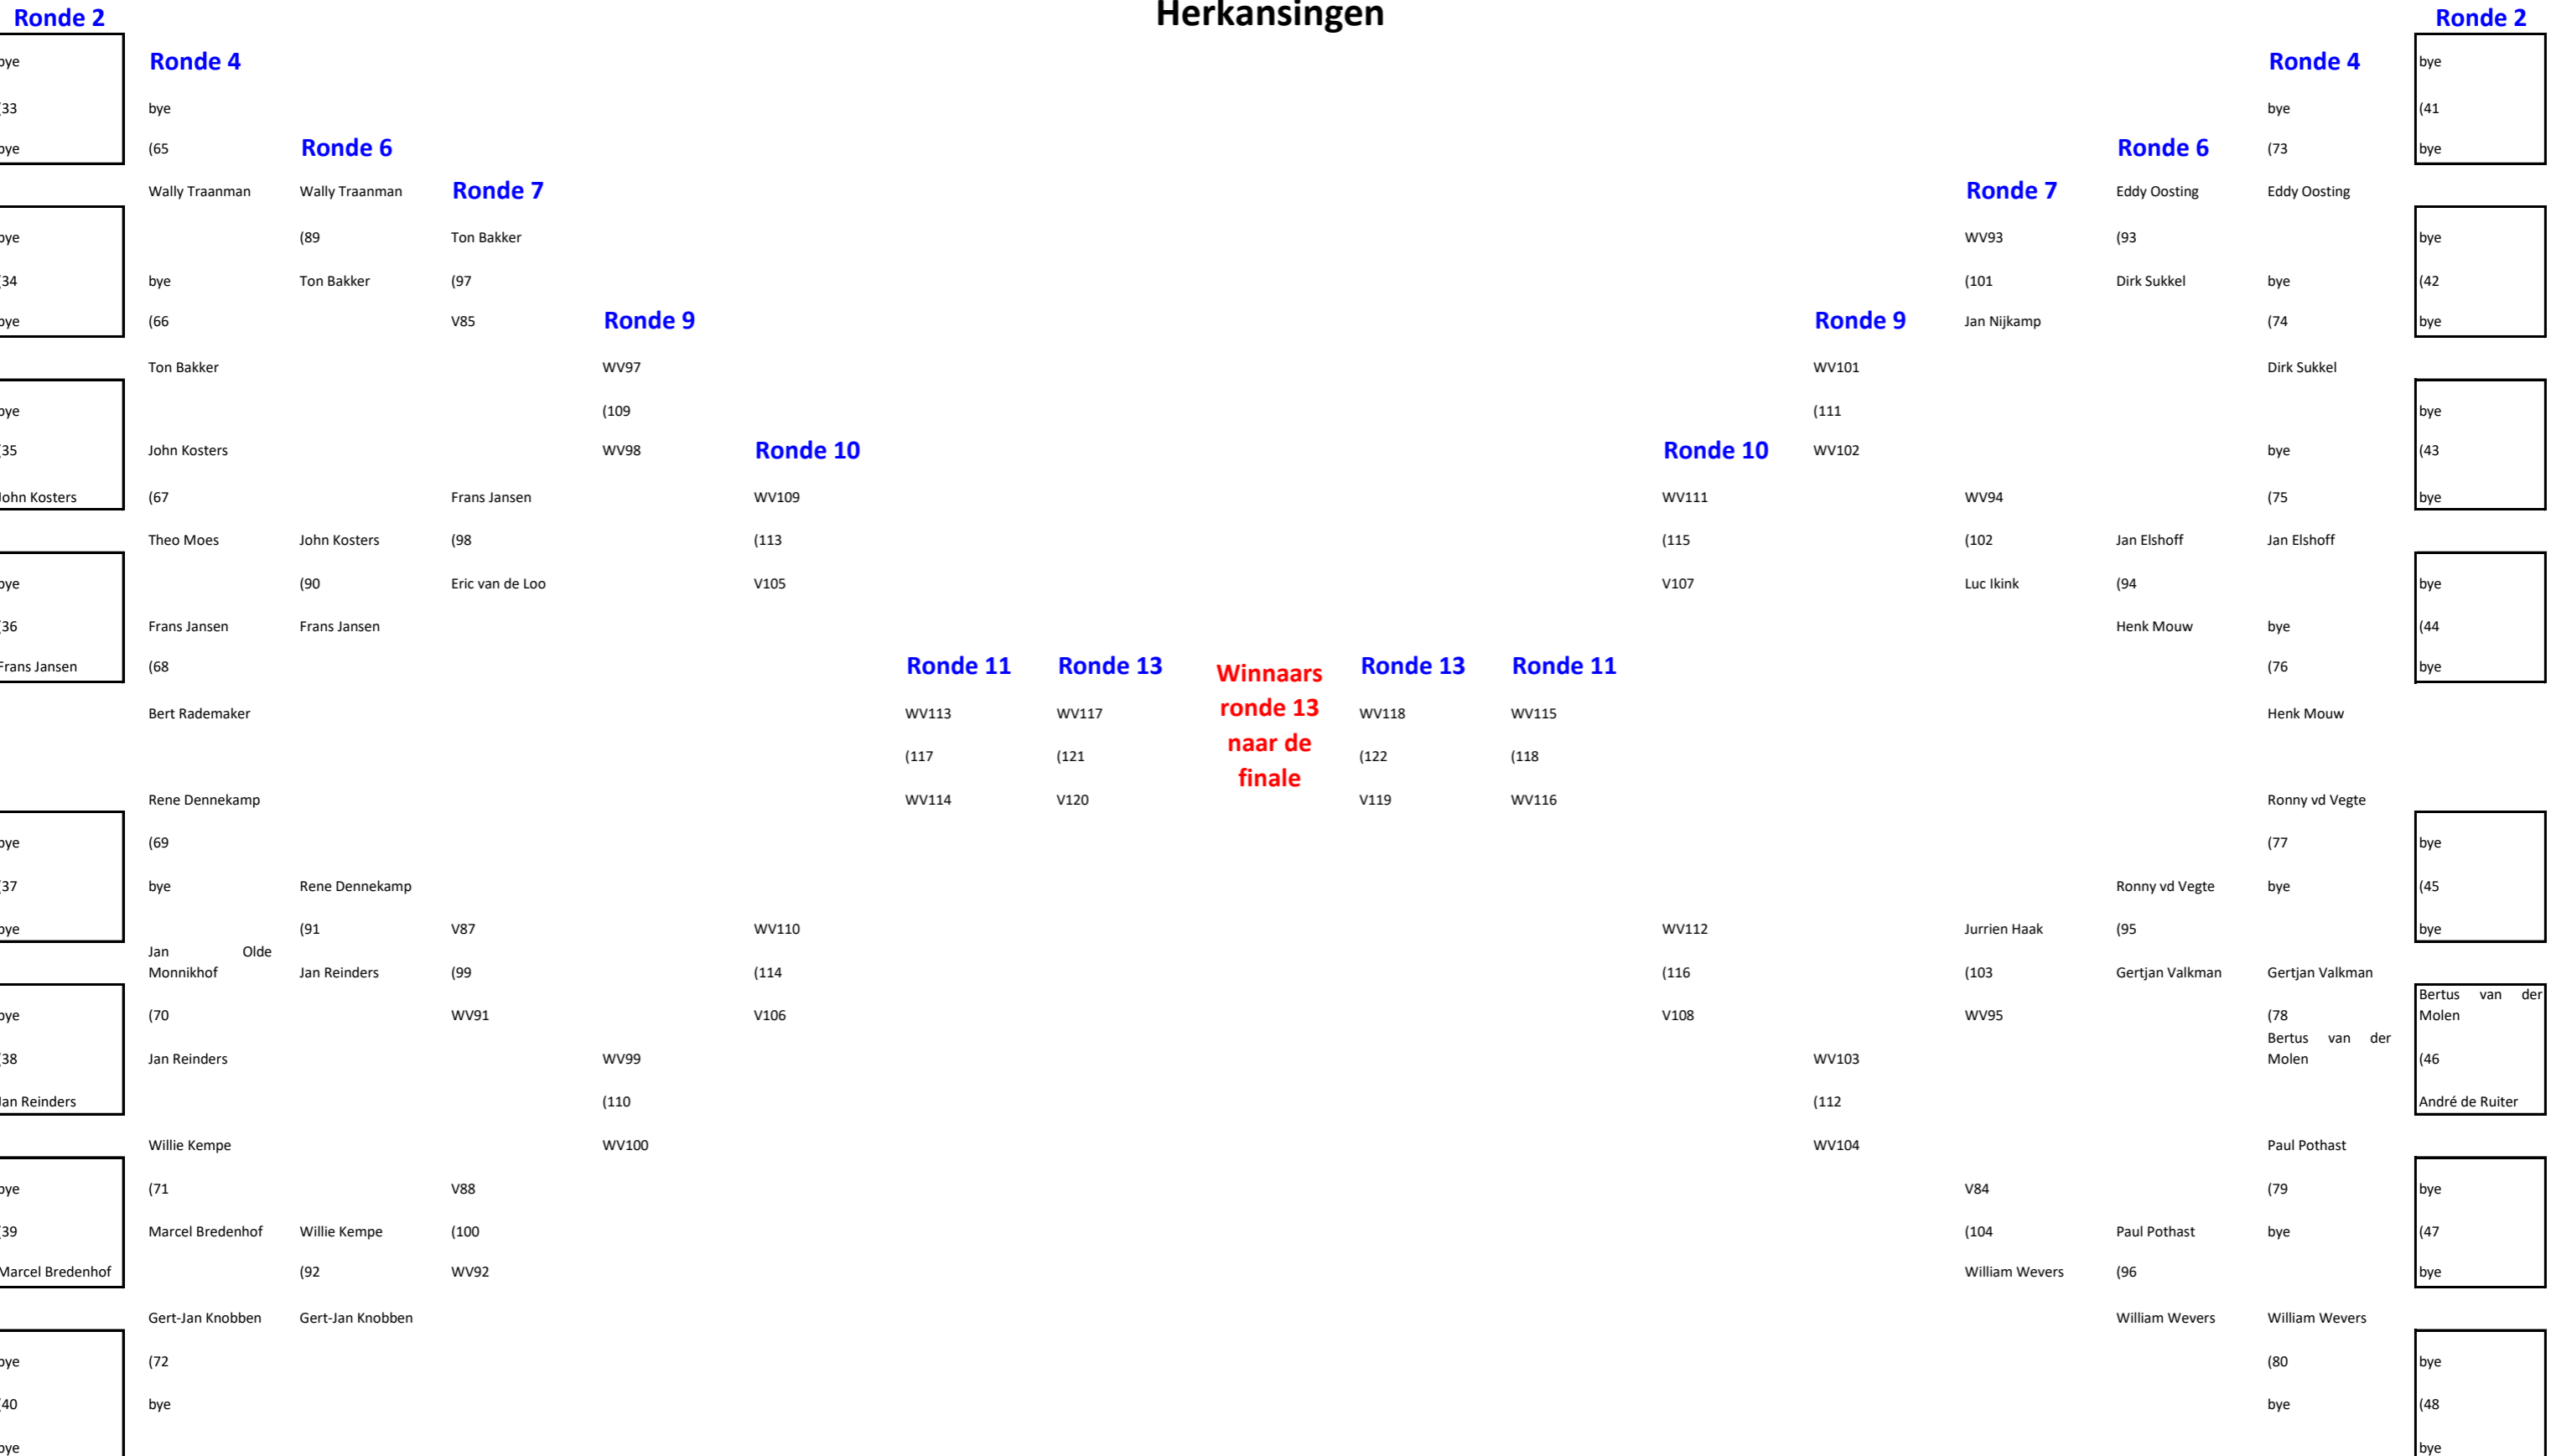 Herkansingen
Ronde 2 Ronde 2
bye Ronde 4 Ronde 4 bye
(33 bye bye (41
bye (65 Ronde 6 Ronde 6 (73 bye
Wally Traanman Wally Traanman Ronde 7 Ronde 7 Eddy Oosting Eddy Oosting
bye (89 Ton Bakker WV93 (93 bye
(34 bye Ton Bakker (97 (101 Dirk Sukkel bye (42
bye (66 V85 Ronde 9 Ronde 9 Jan Nijkamp (74 bye
Ton Bakker WV97 WV101 Dirk Sukkel
bye (109 (111 bye
(35 John Kosters WV98 Ronde 10 Ronde 10 WV102 bye (43
John Kosters (67 Frans Jansen WV109 WV111 WV94 (75 bye
Theo Moes John Kosters (98 (113 (115 (102 Jan Elshoff Jan Elshoff
bye (90 Eric van de Loo V105 V107 Luc Ikink (94 bye
(36 Frans Jansen Frans Jansen Henk Mouw bye (44
Frans Jansen (68 Ronde 11 Ronde 13 Winnaars Ronde 13 Ronde 11 (76 bye
Bert Rademaker WV113 WV117 ronde 13 WV118 WV115 Henk Mouw
(117 (121 naar de (122 (118
finale
Rene Dennekamp WV114 V120 V119 WV116 Ronny vd Vegte
bye (69 (77 bye
(37 bye Rene Dennekamp Ronny vd Vegte bye (45
bye (91 V87 WV110 WV112 Jurrien Haak (95 bye
Jan Olde
Monnikhof Jan Reinders (99 (114 (116 (103 Gertjan Valkman Gertjan Valkman
Bertus van der
bye (70 WV91 V106 V108 WV95 (78 Molen
Bertus van der
(38 Jan Reinders WV99 WV103 Molen (46
Jan Reinders (110 (112 André de Ruiter
Willie Kempe WV100 WV104 Paul Pothast
bye (71 V88 V84 (79 bye
(39 Marcel Bredenhof Willie Kempe (100 (104 Paul Pothast bye (47
Marcel Bredenhof (92 WV92 William Wevers (96 bye
Gert-Jan Knobben Gert-Jan Knobben William Wevers William Wevers
bye (72 (80 bye
(40 bye bye (48
bye bye